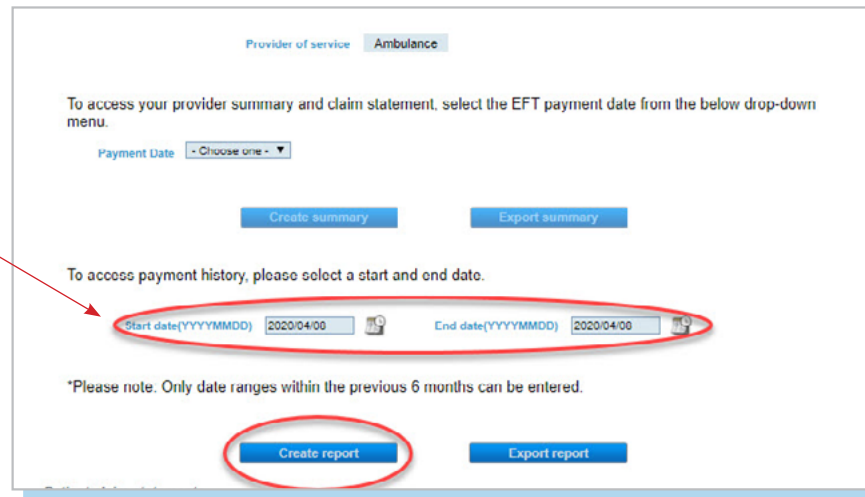 Provider of service Ambulance
To access your provider summary and claim statement, select the EFT payment date from the below drop-down
menu.
Payment Date - Choose one -
Create summary Export summary
To access payment history, please select a start and end date.
Start date(YYYYMMDD) 2020/04/08 End date(YYYYMMDD) 2020/04/08
*Please note. Only date ranges within the previous 6 months can be entered.
Create report Export report